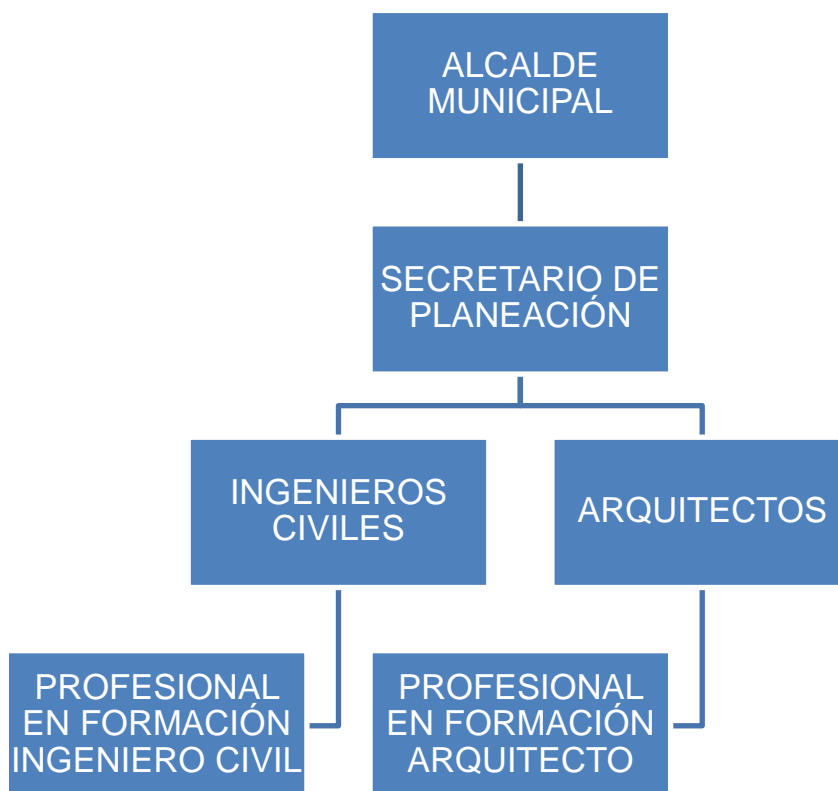 ALCALDE
MUNICIPAL
SECRETARIO DE
PLANEACIÓN
INGENIEROS
CIVILES
ARQUITECTOS
PROFESIONAL
EN FORMACIÓN
INGENIERO CIVIL
PROFESIONAL
EN FORMACIÓN
ARQUITECTO